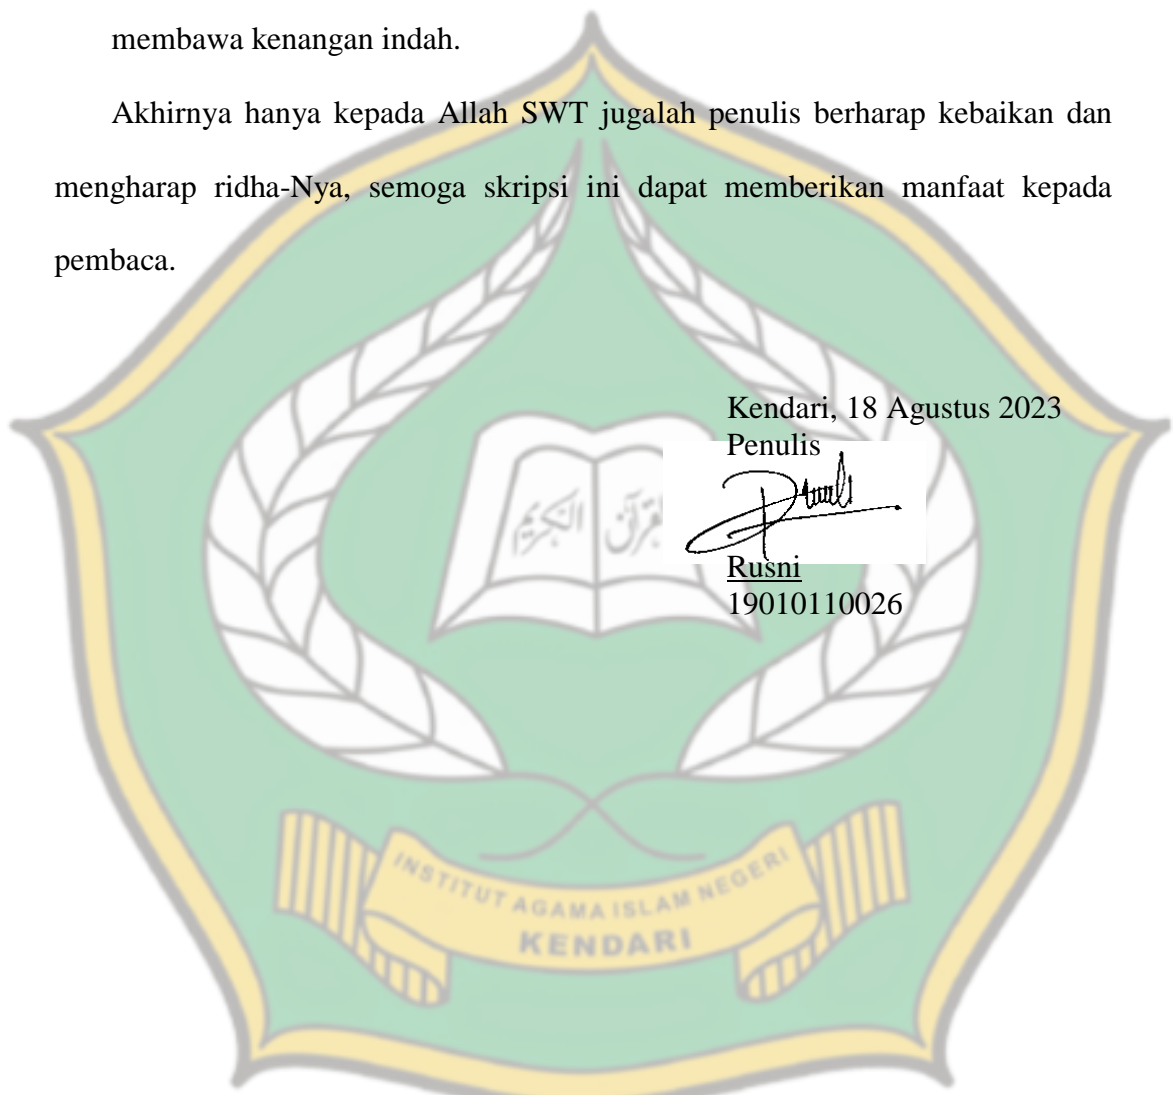 membawa kenangan indah.
Akhirnya hanya kepada Allah SWT jugalah penulis berharap kebaikan dan
mengharap ridha-Nya, semoga skripsi ini dapat memberikan manfaat kepada
pembaca.
Kendari, 18 Agustus 2023
Penulis
Rusni
19010110026
الكريم
INSTITUT AGAMA ISLAM NEGERI
KENDARI